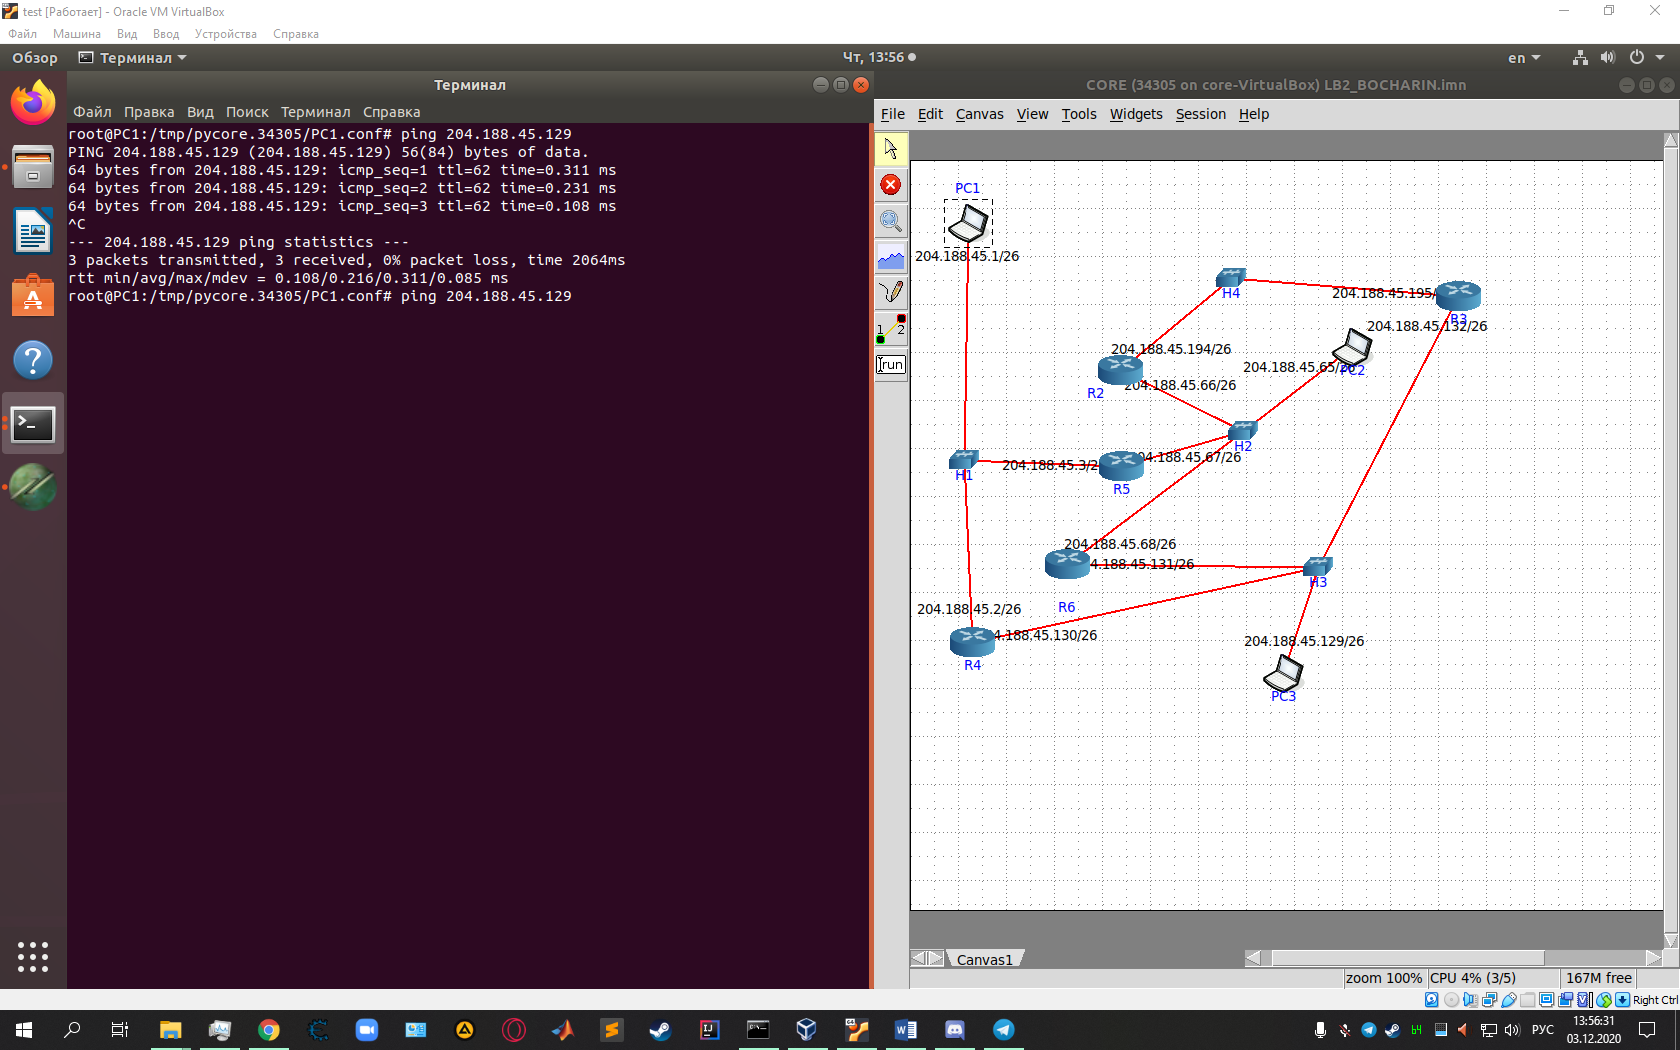 test [Работает] - Oracle VM VirtualBox
Файл Машина Вид Ввод Устройства Справка
Обзор Терминал Чт, 13:56 en
Терминал
Файл Правка Вид Поиск Терминал Справка
root@PC1:/tmp/pycore.34305/PC1.conf# ping 204.188.45.129
PING 204.188.45.129 (204.188.45.129) 56(84) bytes of data.
64 bytes from 204.188.45.129: icmp_seq=1 ttl=62 time=0.311 ms
64 bytes from 204.188.45.129: icmp_seq=2 ttl=62 time=0.231 ms
64 bytes from 204.188.45.129: icmp_seq=3 ttl=62 time=0.108 ms
^C
--- 204.188.45.129 ping statistics ---
3 packets transmitted, 3 received, 0% packet loss, time 2064ms
rtt min/avg/max/mdev = 0.108/0.216/0.311/0.085 ms
root@PC1:/tmp/pycore.34305/PC1.conf# ping 204.188.45.129
CORE (34305 on core-VirtualBox) LB2_BOCHARIN.imn
File Edit Canvas View Tools Widgets Session Help
1 2
run
PC1
204.188.45.1/26
H4
204.188.45.195/
R3
204.188.45.132/26
204.188.45.194/26
204.188.45.65/26
PC2
R2
204.188.45.66/26
H2
204.188.45.67/26
H1
204.188.45.3/2
R5
204.188.45.68/26
4.188.45.131/26
H3
R6
204.188.45.2/26
4.188.45.130/26
R4
204.188.45.129/26
PC3
Canvas1
zoom 100% CPU 4% (3/5) 167M free
Right Ctrl
РУС
13:56:31
03.12.2020